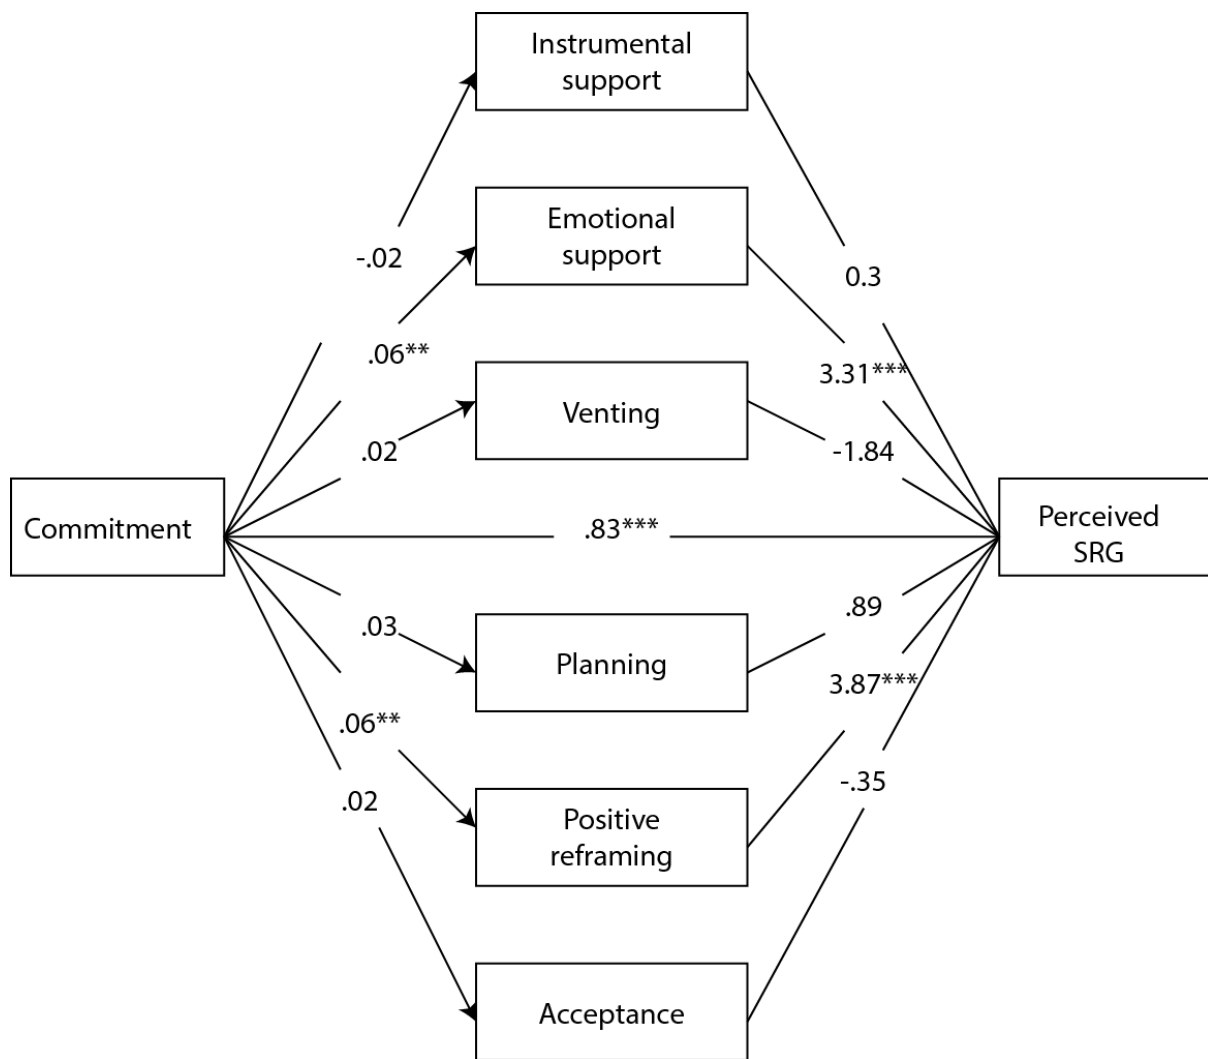 Instrumental
support
Emotional
support
-.02
0.3
.06**
3.31***
Venting
.02
-1.84
Commitment
.83***
Perceived
SRG
.03
.89
Planning
.06**
3.87***
.02
-.35
Positive
reframing
Acceptance